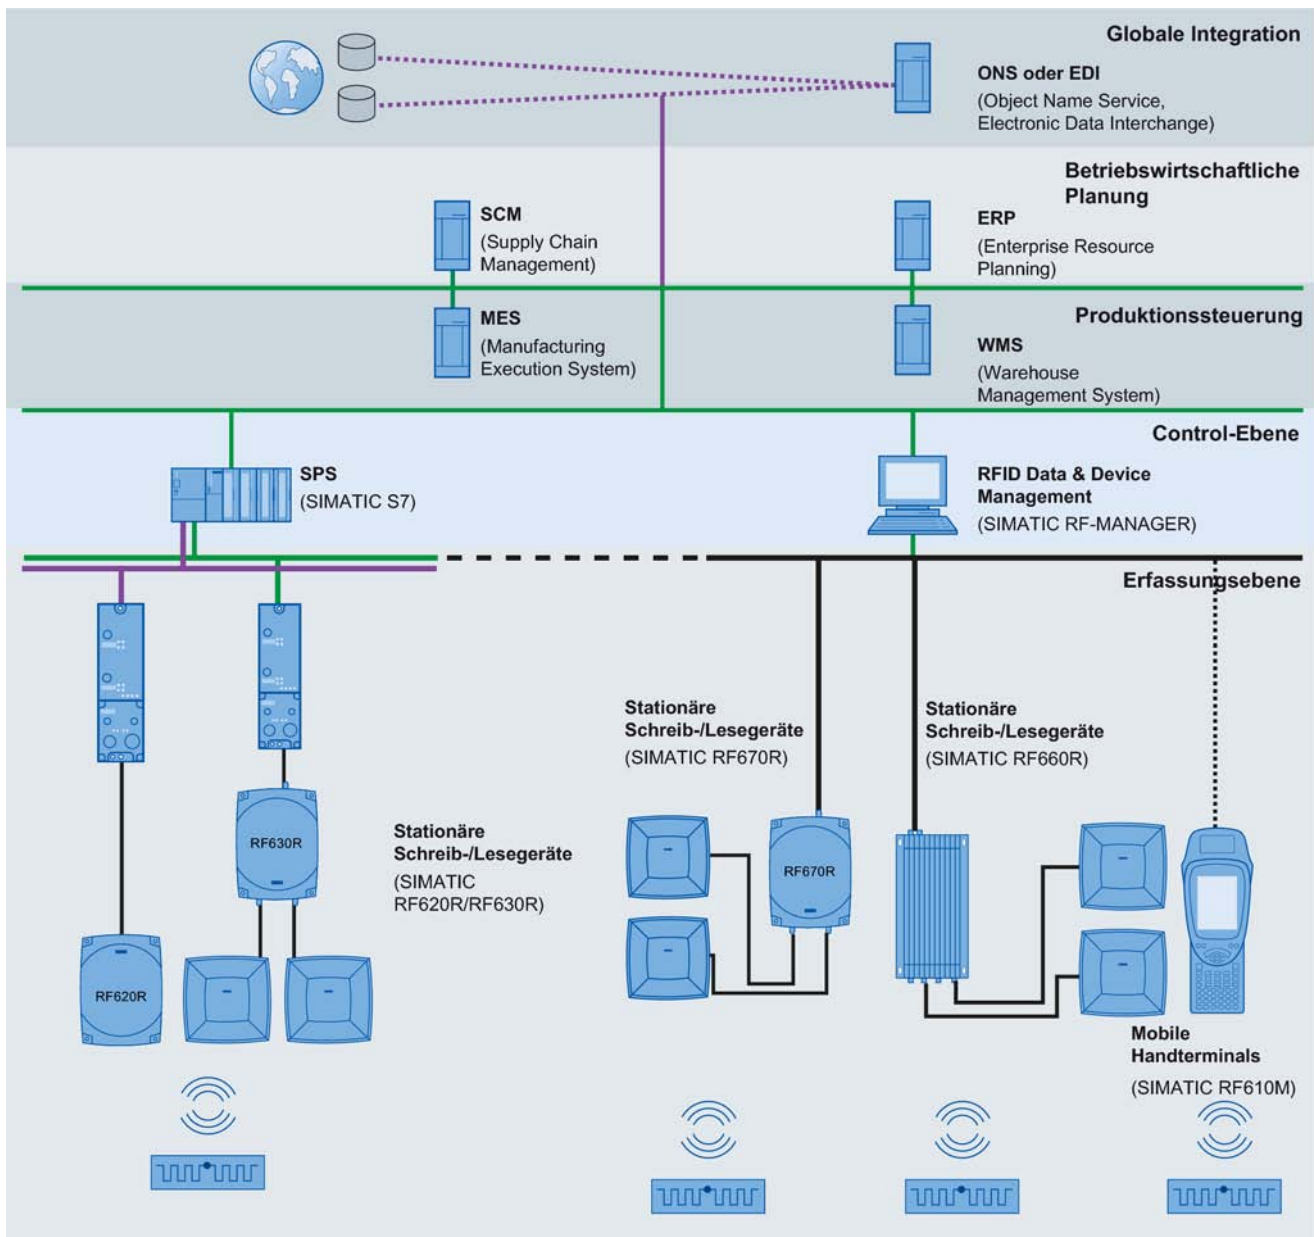 Globale Integration
ONS oder EDI
(Object Name Service,
Electronic Data Interchange)
Betriebswirtschaftliche
Planung
SCM
(Supply Chain
Management)
ERP
(Enterprise Resource
Planning)
Produktionssteuerung
MES
(Manufacturing
Execution System)
WMS
(Warehouse
Management System)
Control-Ebene
SPS
(SIMATIC S7)
RFID Data & Device
Management
(SIMATIC RF-MANAGER)
Erfassungsebene
Stationäre
Schreib-/Lesegeräte
(SIMATIC RF670R)
Stationäre
Schreib-/Lesegeräte
(SIMATIC RF660R)
RF630R
Stationäre
Schreib-/Lesegeräte
(SIMATIC
RF620R/RF630R)
RF670R
RF620R
Mobile
Handterminals
(SIMATIC RF610M)